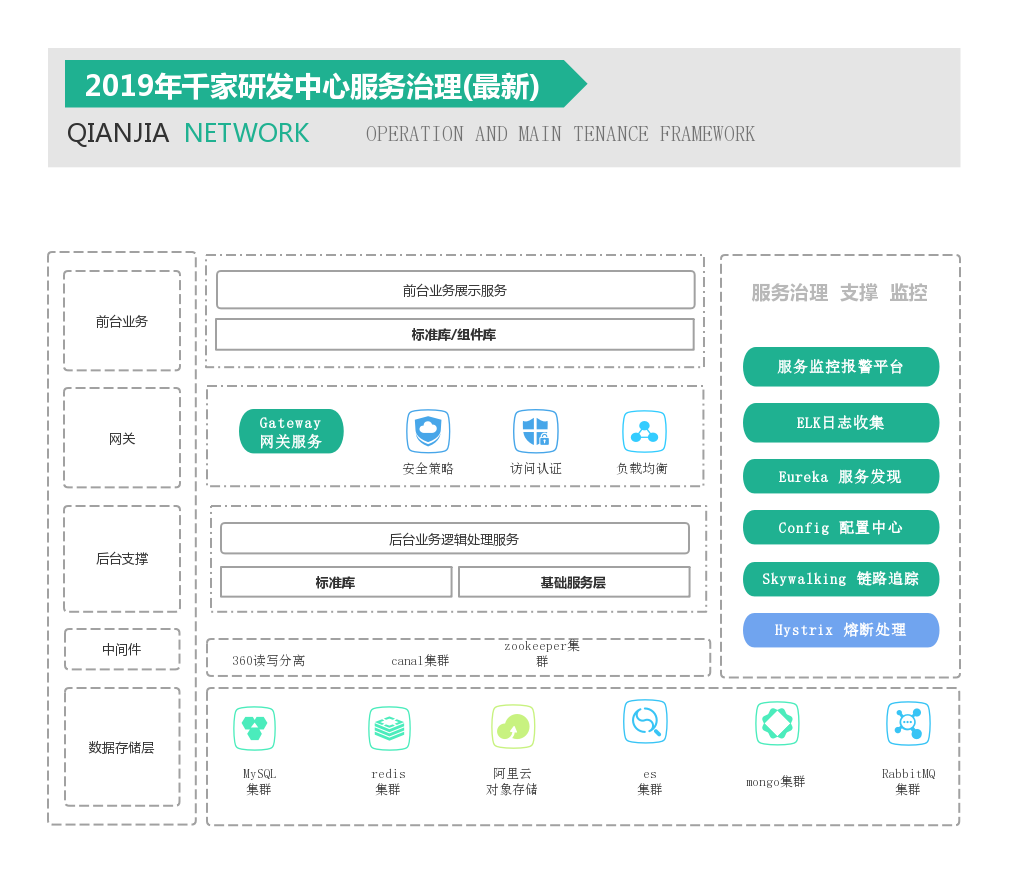 2019年千家研发中心服务治理(最新)
QIANJIA NETWORK
OPERATION AND MAIN TENANCE FRAMEWORK
前台业务
前台业务展示服务
标准库/组件库
网关
Gateway
网关服务
安全策略
访问认证
负载均衡
后台支撑
后台业务逻辑处理服务
标准库
基础服务层
中间件
360读写分离
canal集群
zookeeper集
群
数据存储层
MySQL
集群
redis
集群
阿里云
对象存储
es
集群
mongo集群
RabbitMQ
集群
服务治理 支撑 监控
服务监控报警平台
ELK日志收集
Eureka 服务发现
Config 配置中心
Skywalking 链路追踪
Hystrix 熔断处理